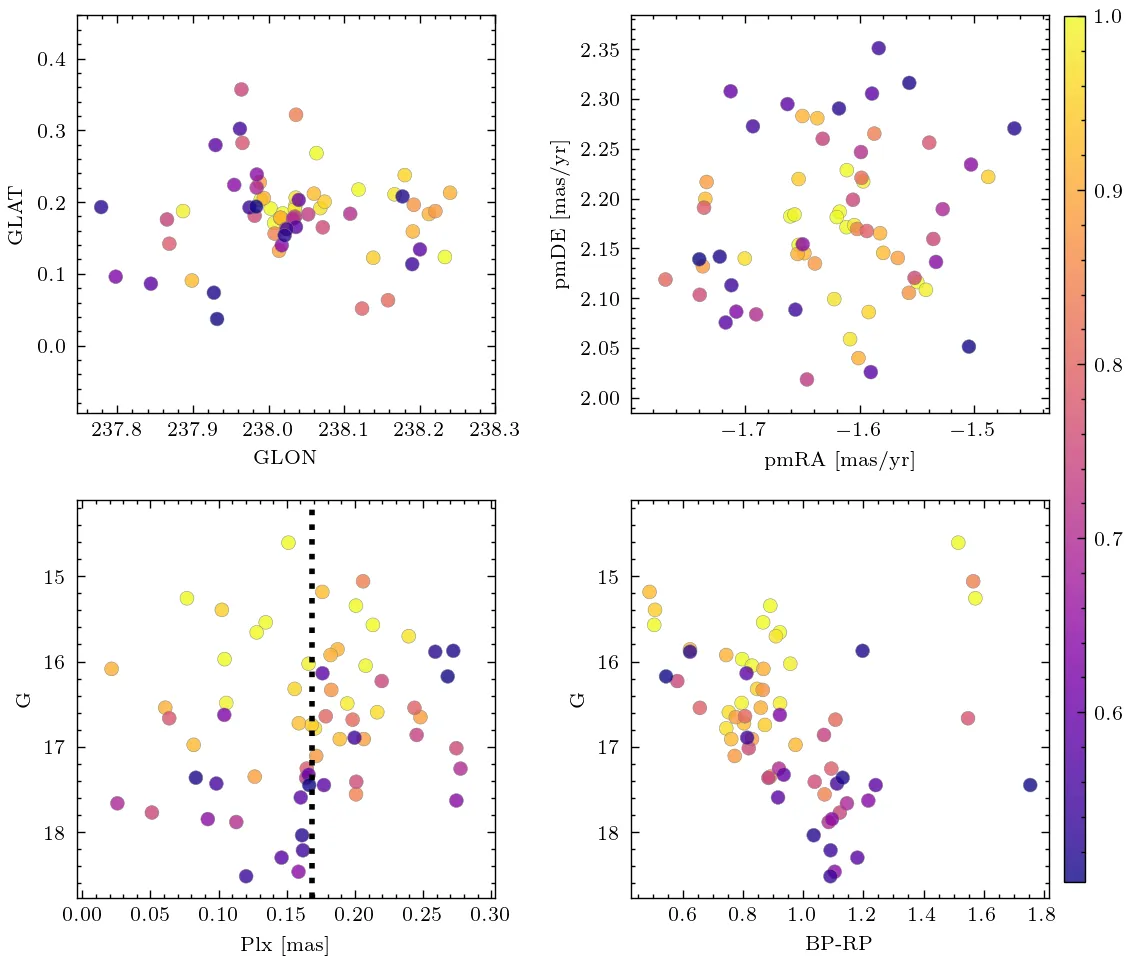 0.4
0.3
0.2
0.1
0.0
GLAT
237.8 237.9 238.0 238.1 238.2 238.3
GLON
2.35
2.30
2.25
2.20
2.15
2.10
2.05
2.00
pmDE [mas/yr]
−1.7 −1.6 −1.5
pmRA [mas/yr]
1.0
0.9
0.8
0.7
0.6
15
16
17
18
G
0.00 0.05 0.10 0.15 0.20 0.25 0.30
Plx [mas]
15
16
17
18
G
0.6 0.8 1.0 1.2 1.4 1.6 1.8
BP-RP